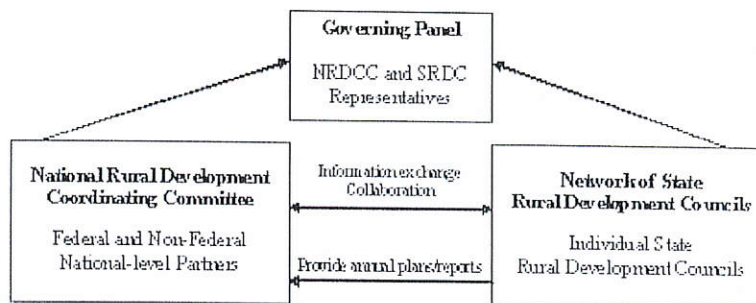 Governing Panel
NRDCC and SRDC
Representatives
National Rural Development
Coordinating Committee
Federal and Non-Federal
National-level Partners
Information exchange
Collaboration
Provide annual plans/reports
Network of State
Rural Development Councils
Individual State
Rural Development Councils